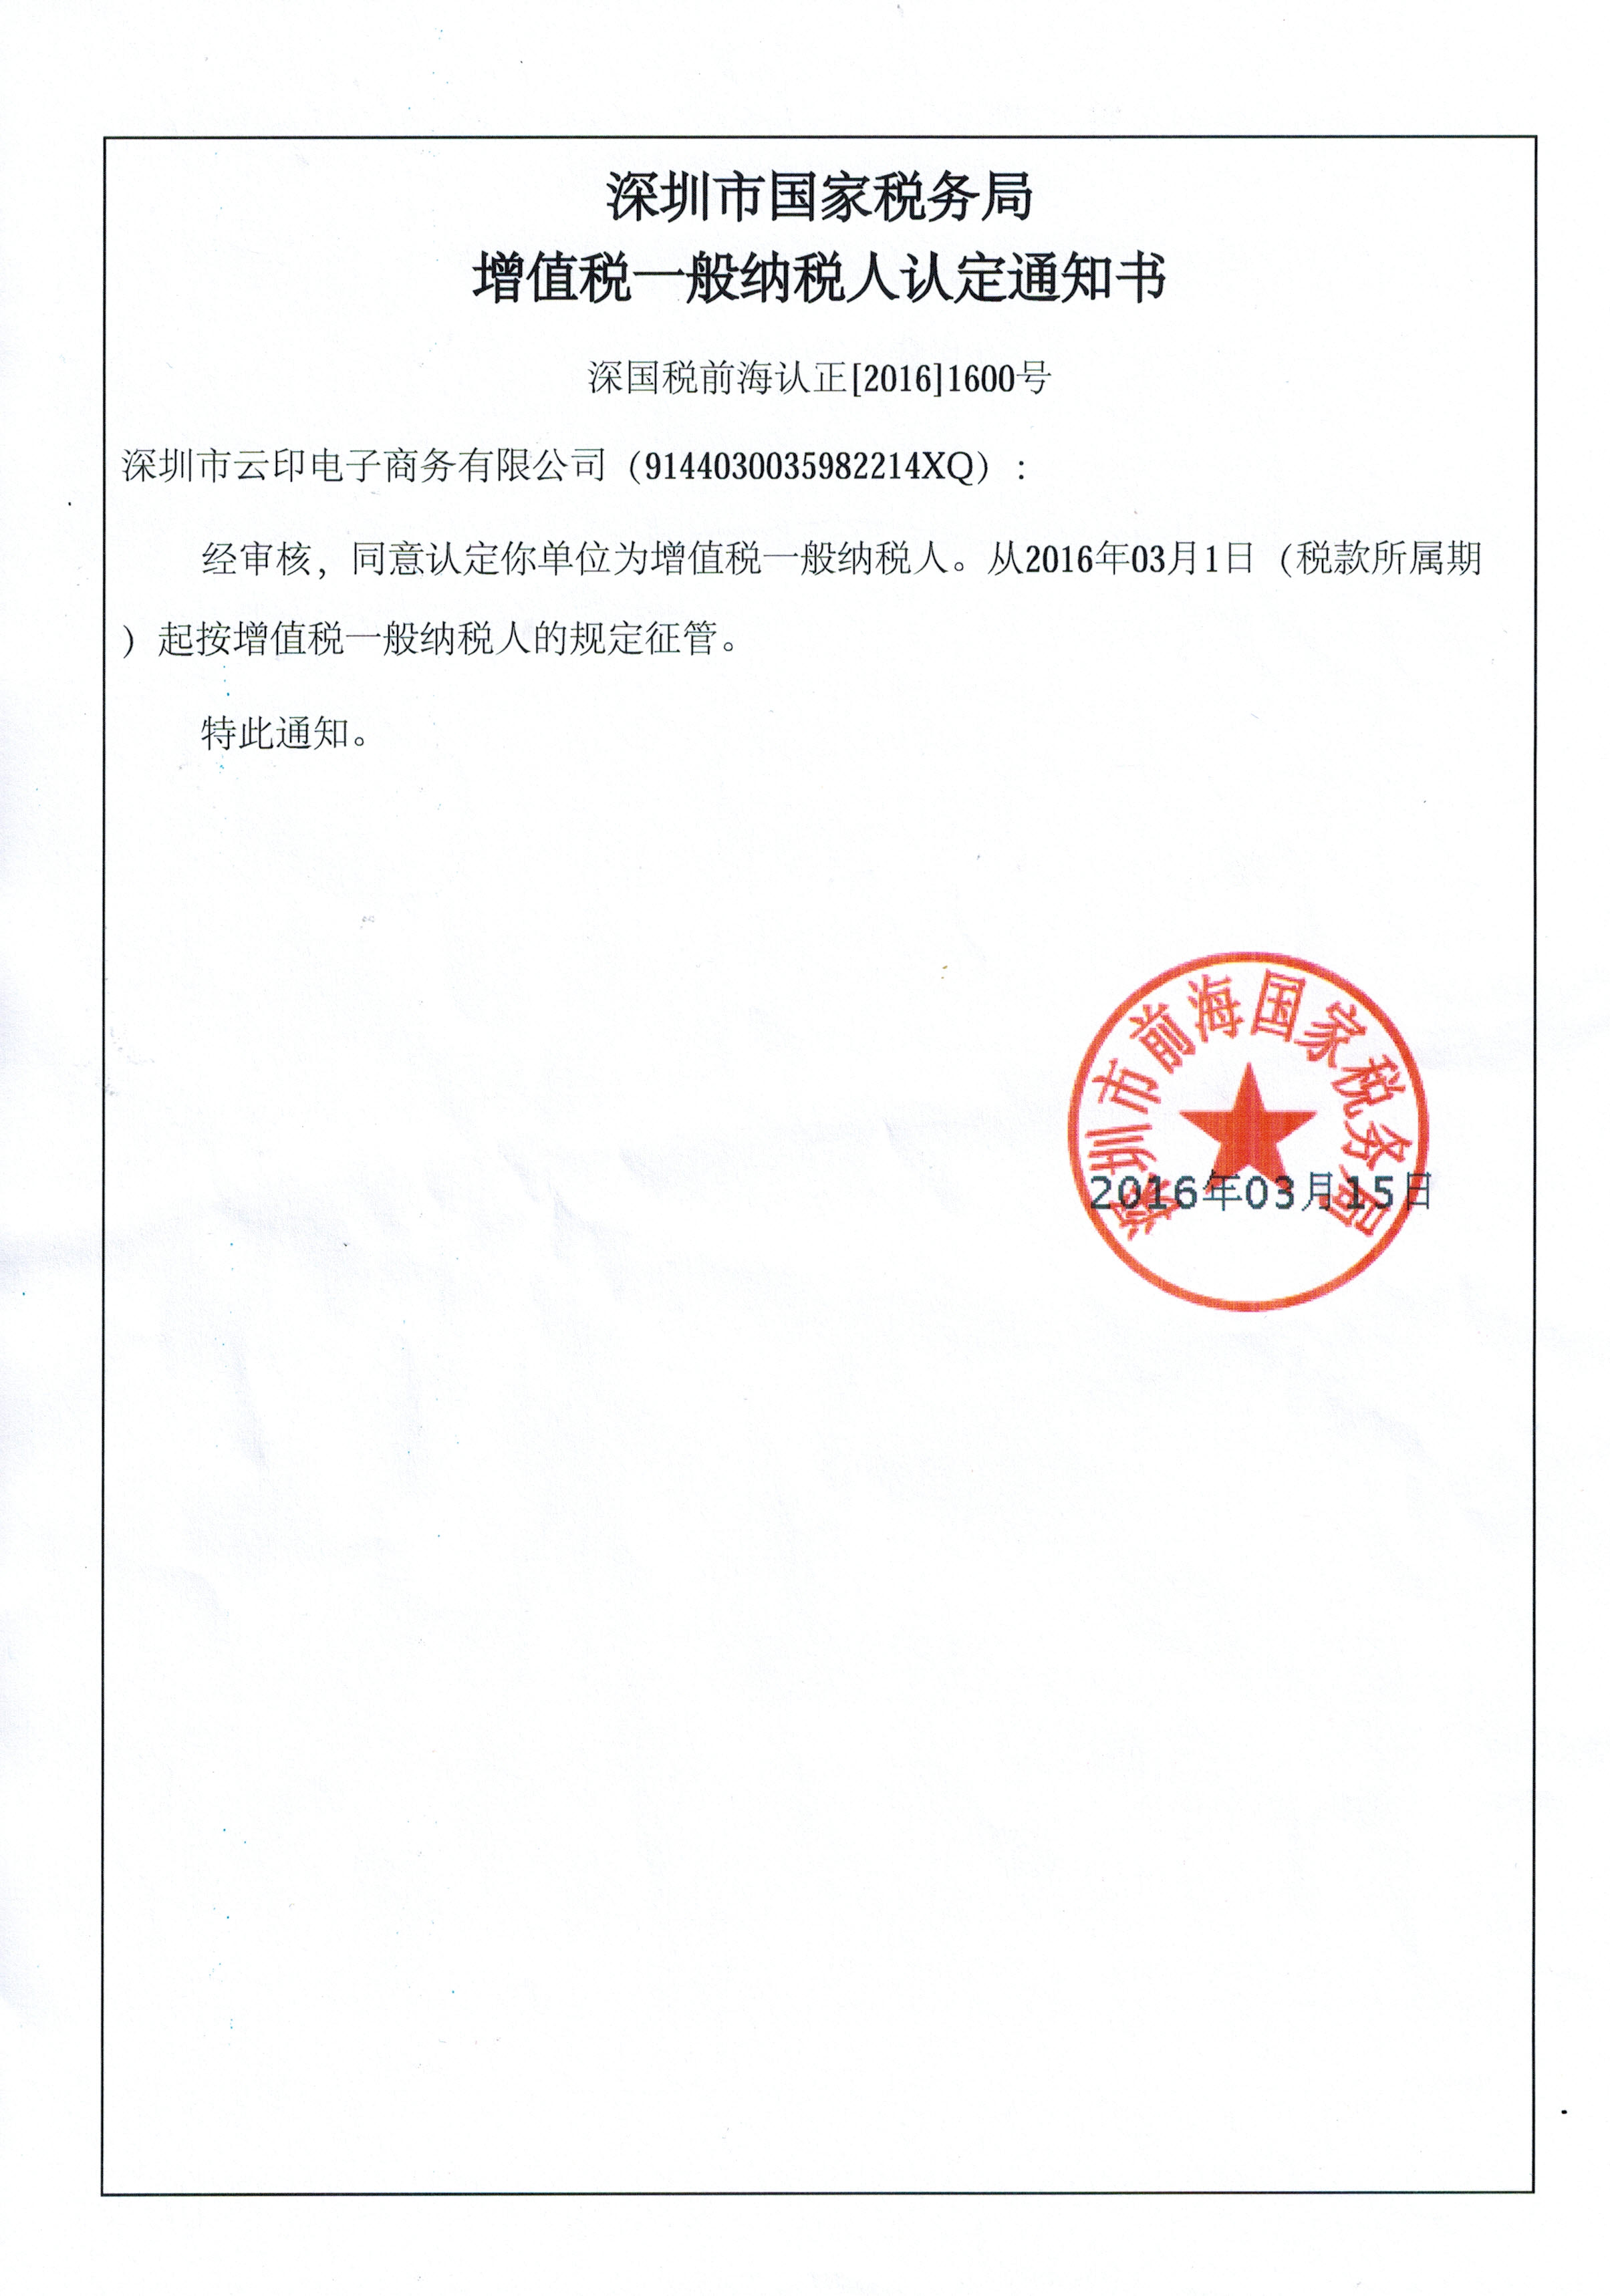 深圳市国家税务局
增值税一般纳税人认定通知书
深国税前海认正[2016]1600号
深圳市云印电子商务有限公司（9144030035982214XQ）:
经审核，同意认定你单位为增值税一般纳税人。从2016年03月1日（税款所属期
）起按增值税一般纳税人的规定征管。
特此通知。
深圳市前海国家税务局
2016年03月15日